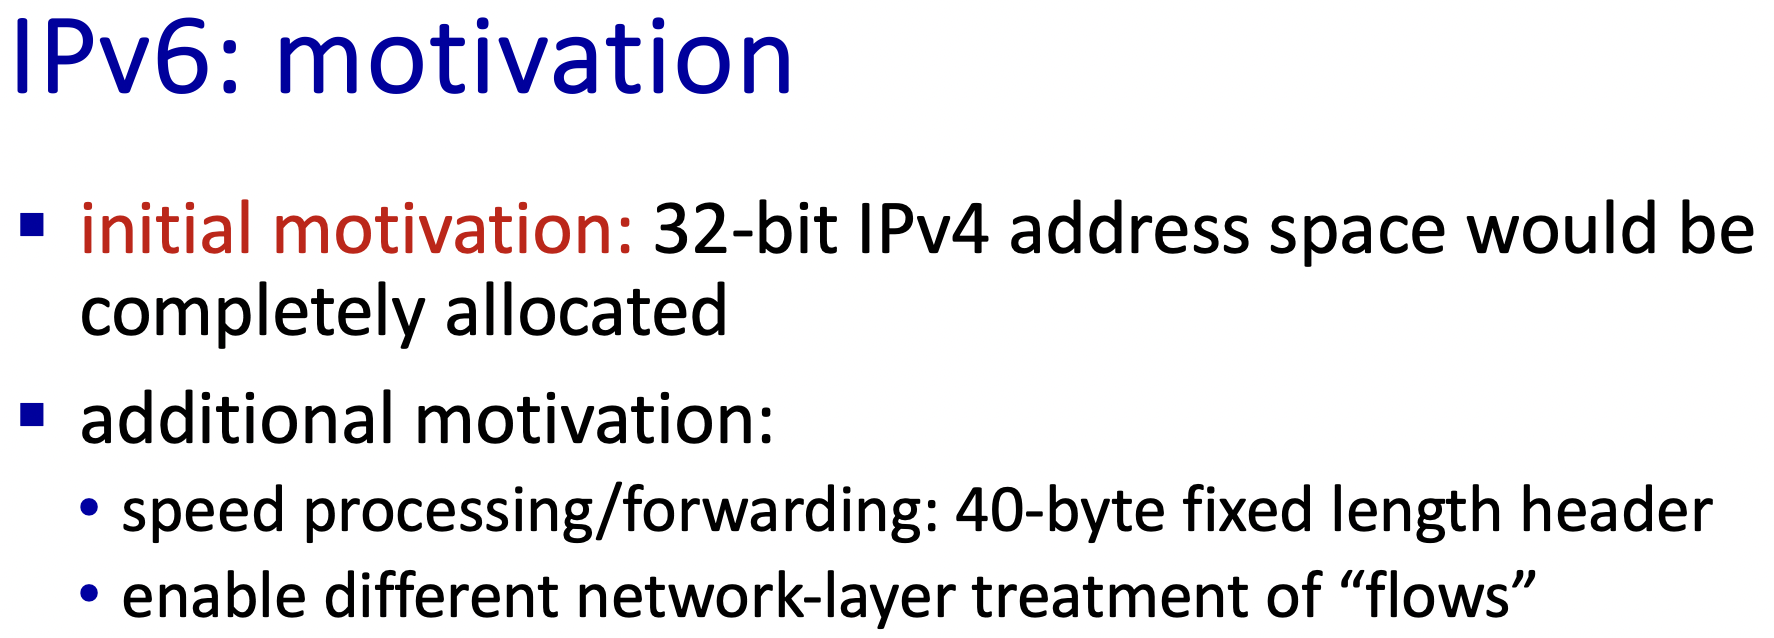 IPv6: motivation
▪ initial motivation: 32-bit IPv4 address space would be
completely allocated
▪ additional motivation:
• speed processing/forwarding: 40-byte fixed length header
• enable different network-layer treatment of “flows”